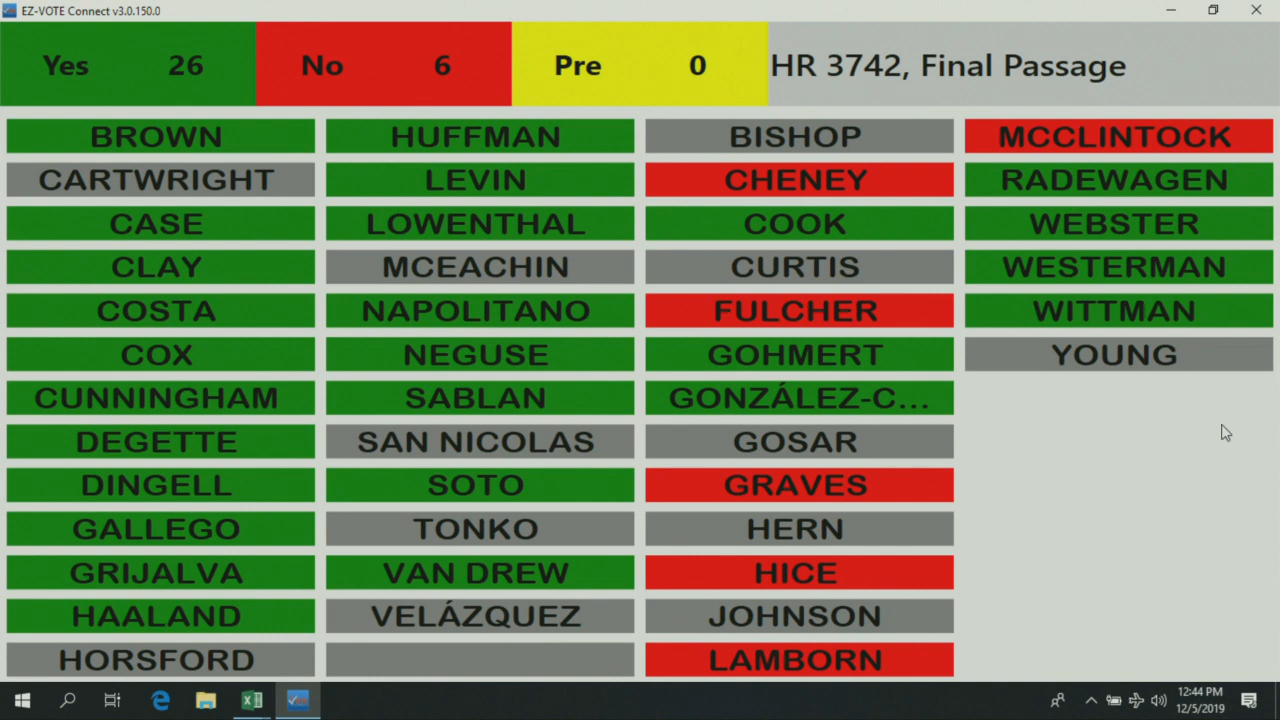 EZ-VOTE Connect v3.0.150.0
Yes 26 No 6 Pre 0 HR 3742, Final Passage
BROWN HUFFMAN BISHOP MCCLINTOCK
CARTWRIGHT LEVIN CHENEY RADEWAGEN
CASE LOWENTHAL COOK WEBSTER
CLAY MCEACHIN CURTIS WESTERMAN
COSTA NAPOLITANO FULCHER WITTMAN
COX NEGUSE GOHMERT YOUNG
CUNNINGHAM SABLAN GONZÁLEZ-C...
DEGETTE SAN NICOLAS GOSAR
DINGELL SOTO GRAVES
GALLEGO TONKO HERN
GRIJALVA VAN DREW HICE
HAALAND VELÁZQUEZ JOHNSON
HORSFORD LAMBORN
12:44 PM
12/5/2019